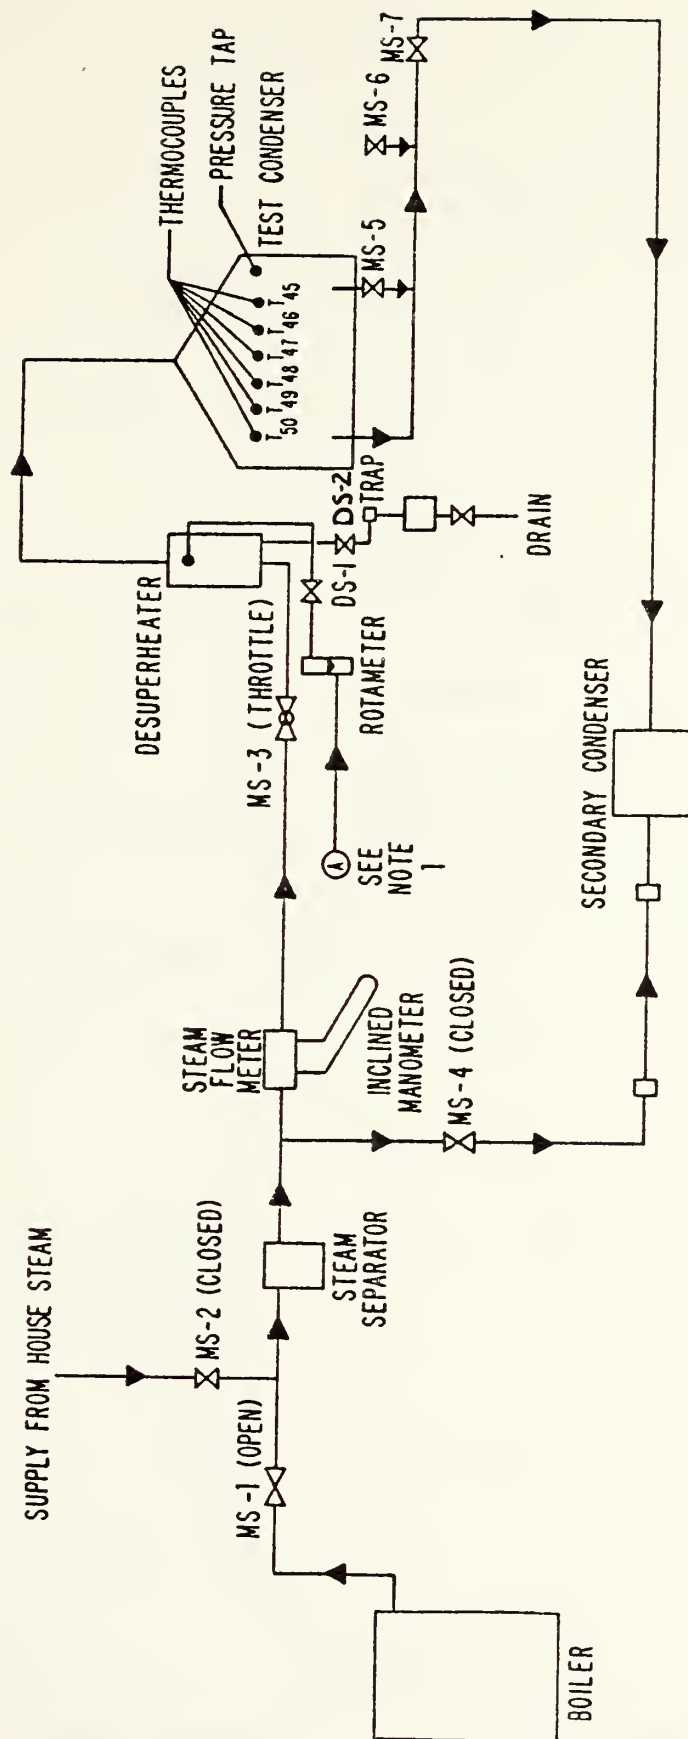 SUPPLY FROM HOUSE STEAM
MS-2 (CLOSED)
MS-1 (OPEN)
BOILER
STEAM
SEPARATOR
STEAM
FLOW
METER
INCLINED
MANOMETER
MS-4 (CLOSED)
DESUPERHEATER
MS-3 (THROTTLE)
A
SEE
NOTE
1
ROTAMETER
DS-1
DS-2
TRAP
DRAIN
THERMOCOUPLES
PRESSURE TAP
TEST CONDENSER
T50 T49 T48 T47 T46 T45
MS-5
MS-6
MS-7
SECONDARY CONDENSER